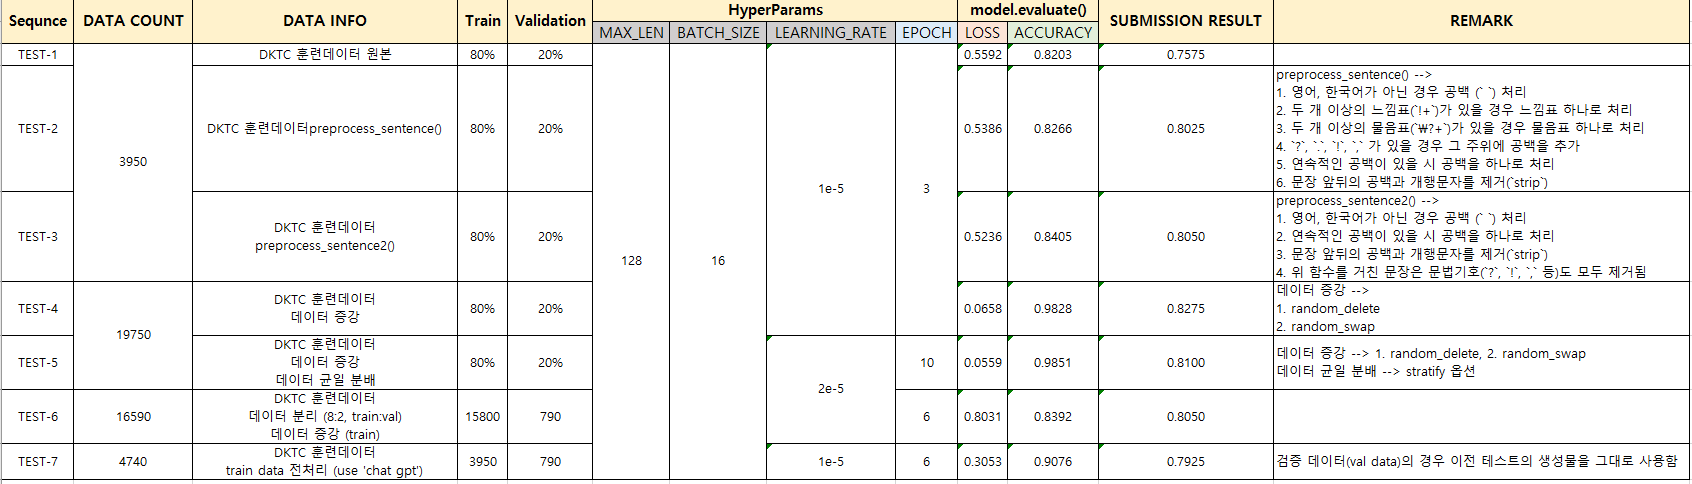 Sequnce DATA COUNT DATA INFO Train Validation HyperParams model.evaluate() SUBMISSION RESULT REMARK
MAX_LEN BATCH_SIZE LEARNING_RATE EPOCH LOSS ACCURACY
TEST-1 DKTC 훈련데이터 원본 80% 20% 0.5592 0.8203 0.7575
3950
TEST-2 DKTC 훈련데이터preprocess_sentence() 80% 20% 0.5386 0.8266 0.8025
preprocess_sentence() -->
1. 영어, 한국어가 아닌 경우 공백 (` `) 처리
2. 두 개 이상의 느낌표(`!+`)가 있을 경우 느낌표 하나로 처리
3. 두 개 이상의 물음표(`₩?+`)가 있을 경우 물음표 하나로 처리
4. `?`, `.`, `!`, `,` 가 있을 경우 그 주위에 공백을 추가
5. 연속적인 공백이 있을 시 공백을 하나로 처리
6. 문장 앞뒤의 공백과 개행문자를 제거(`strip`)
1e-5 3
TEST-3 DKTC 훈련데이터
preprocess_sentence2() 80% 20% 0.5236 0.8405 0.8050
preprocess_sentence2() -->
1. 영어, 한국어가 아닌 경우 공백 (` `) 처리
2. 연속적인 공백이 있을 시 공백을 하나로 처리
3. 문장 앞뒤의 공백과 개행문자를 제거(`strip`)
4. 위 함수를 거친 문장은 문법기호(`?`, `!`, `,` 등)도 모두 제거됨
128 16
19750
TEST-4 DKTC 훈련데이터
데이터 증강 80% 20% 0.0658 0.9828 0.8275
데이터 증강 -->
1. random_delete
2. random_swap
TEST-5 DKTC 훈련데이터
데이터 증강
데이터 균일 분배 80% 20% 10 0.0559 0.9851 0.8100
데이터 증강 --> 1. random_delete, 2. random_swap
데이터 균일 분배 --> stratify 옵션
2e-5
TEST-6 16590 DKTC 훈련데이터
데이터 분리 (8:2, train:val)
데이터 증강 (train) 15800 790 6 0.8031 0.8392 0.8050
TEST-7 4740 DKTC 훈련데이터
train data 전처리 (use 'chat gpt') 3950 790 1e-5 6 0.3053 0.9076 0.7925 검증 데이터(val data)의 경우 이전 테스트의 생성물을 그대로 사용함